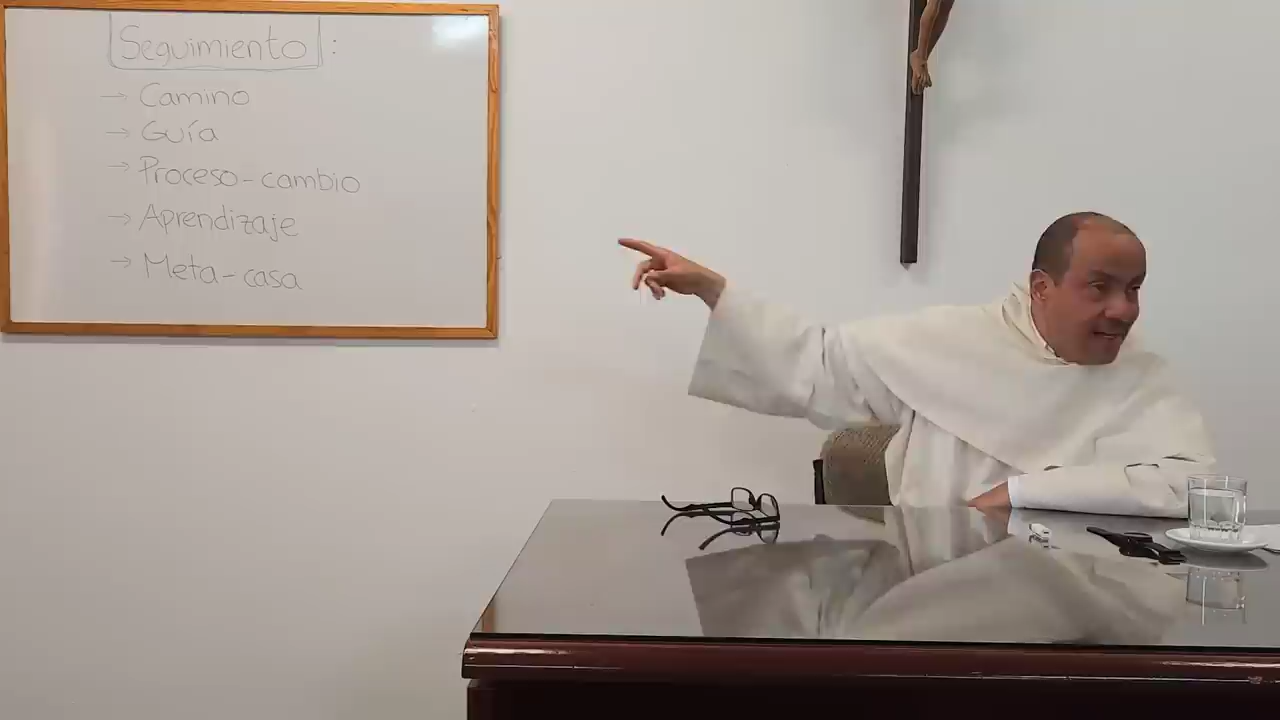 Seguimiento :
→ Camino
→ Guía
→ Proceso-cambio
→ Aprendizaje
→ Meta-casa